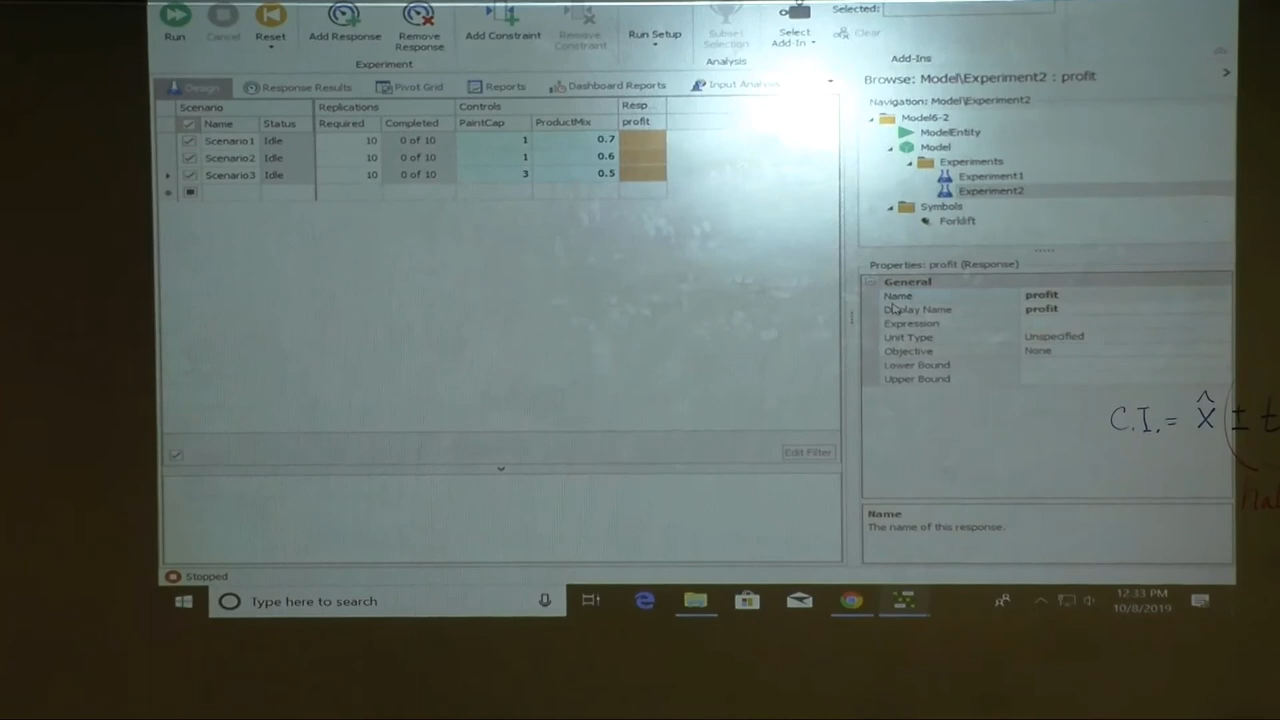 Selected:
Run
Cancel
Reset
Add Response
Remove Response
Add Constraint
Remove Constraint
Run Setup
Subset Selection
Select Add-In
Clear
Experiment
Analysis
Add-Ins
Design
Response Results
Pivot Grid
Reports
Dashboard Reports
Input Analysis
Scenario Replications Controls Resp...
Name Status Required Completed PaintCap ProductMix profit
Scenario1 Idle 10 0 of 10 1 0.7
Scenario2 Idle 10 0 of 10 1 0.6
Scenario3 Idle 10 0 of 10 3 0.5
Edit Filter
Stopped
Browse: Model\Experiment2 : profit
Navigation: Model\Experiment2
Model6-2
ModelEntity
Model
Experiments
Experiment1
Experiment2
Symbols
Forklift
Properties: profit (Response)
General
Name profit
Display Name profit
Expression
Unit Type Unspecified
Objective None
Lower Bound
Upper Bound
C.I. = X̂ (± t
Name
The name of this response.
Type here to search
12:33 PM
10/8/2019